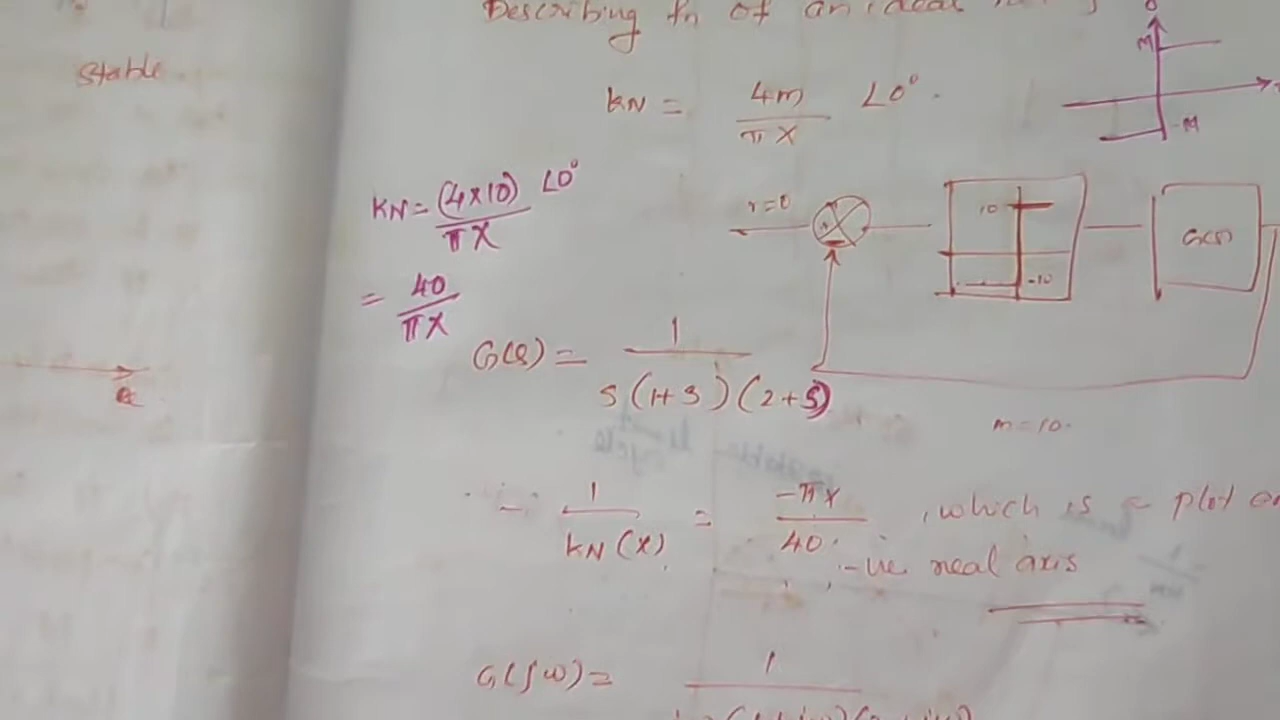 Describing fn of an ideal
M
Stable
KN = 4m / πX ∠0°.
-M
KN = (4×10) / πX ∠0°
r=0
10
-10
G(s)
= 40 / πX
G(s) = 1 / s(1+s)(2+s)
m=10.
- 1 / KN(X) = -πX / 40. , which is a plot on
-ve real axis
G(jω) = 1